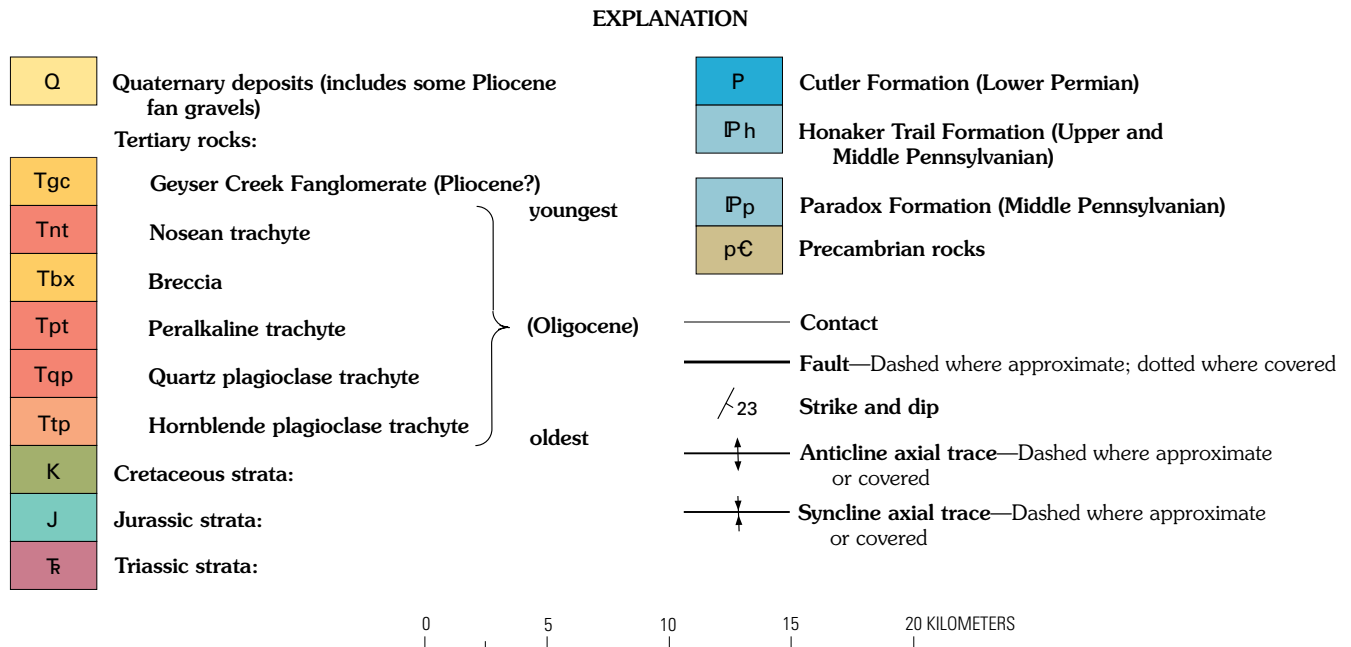 EXPLANATION
Q
Quaternary deposits (includes some Pliocene
fan gravels)
Tertiary rocks:
Tgc
Geyser Creek Fanglomerate (Pliocene?)
youngest
Tnt
Nosean trachyte
Tbx
Breccia
Tpt
Peralkaline trachyte
(Oligocene)
Tqp
Quartz plagioclase trachyte
Ttp
Hornblende plagioclase trachyte
oldest
K
Cretaceous strata:
J
Jurassic strata:
T̶R
Triassic strata:
P
Cutler Formation (Lower Permian)
ℙh
Honaker Trail Formation (Upper and
Middle Pennsylvanian)
ℙp
Paradox Formation (Middle Pennsylvanian)
p Ꞓ
Precambrian rocks
Contact
Fault—Dashed where approximate; dotted where covered
23
Strike and dip
Anticline axial trace—Dashed where approximate
or covered
Syncline axial trace—Dashed where approximate
or covered
0 5 10 15 20 KILOMETERS